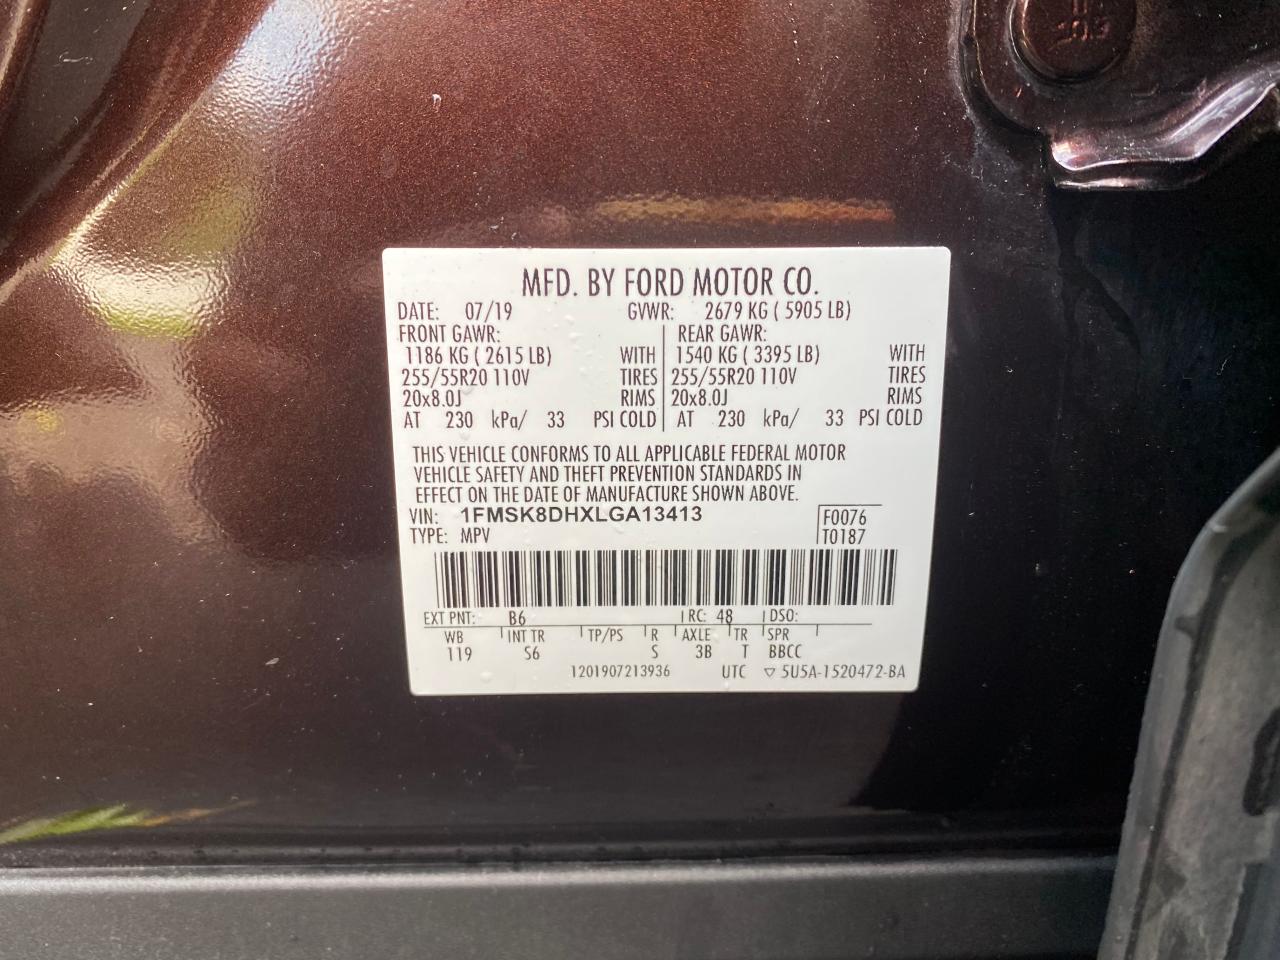 MFD. BY FORD MOTOR CO.
DATE: 07/19 GVWR: 2679 KG ( 5905 LB)
FRONT GAWR: REAR GAWR:
1186 KG ( 2615 LB) WITH 1540 KG ( 3395 LB) WITH
255/55R20 110V TIRES 255/55R20 110V TIRES
20x8.0J RIMS 20x8.0J RIMS
AT 230 kPa/ 33 PSI COLD AT 230 kPa/ 33 PSI COLD
THIS VEHICLE CONFORMS TO ALL APPLICABLE FEDERAL MOTOR
VEHICLE SAFETY AND THEFT PREVENTION STANDARDS IN
EFFECT ON THE DATE OF MANUFACTURE SHOWN ABOVE.
VIN: 1FMSK8DHXLGA13413 F0076
TYPE: MPV T0187
EXT PNT: B6 RC: 48 DSO:
WB INT TR TP/PS R AXLE TR SPR
119 S6 S 3B T BBCC
1201907213936 UTC ▽ 5U5A-1520472-BA